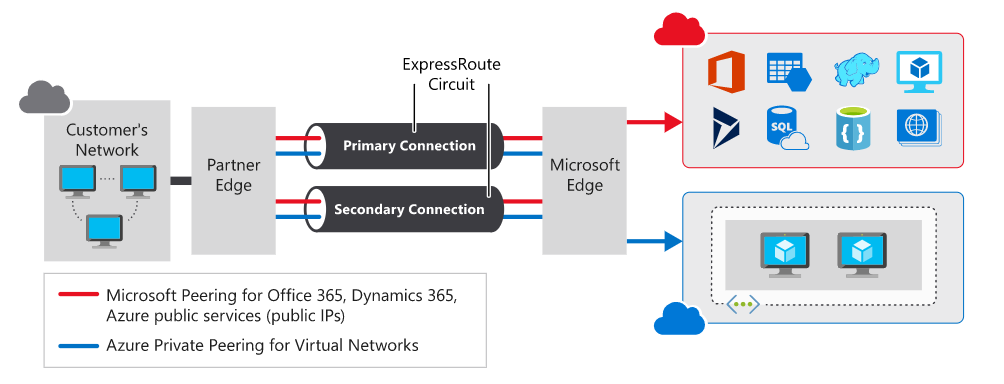 ExpressRoute
Circuit
Customer's
Network
Partner
Edge
Primary Connection
Secondary Connection
Microsoft
Edge
SQL
{ }
Microsoft Peering for Office 365, Dynamics 365,
Azure public services (public IPs)
Azure Private Peering for Virtual Networks